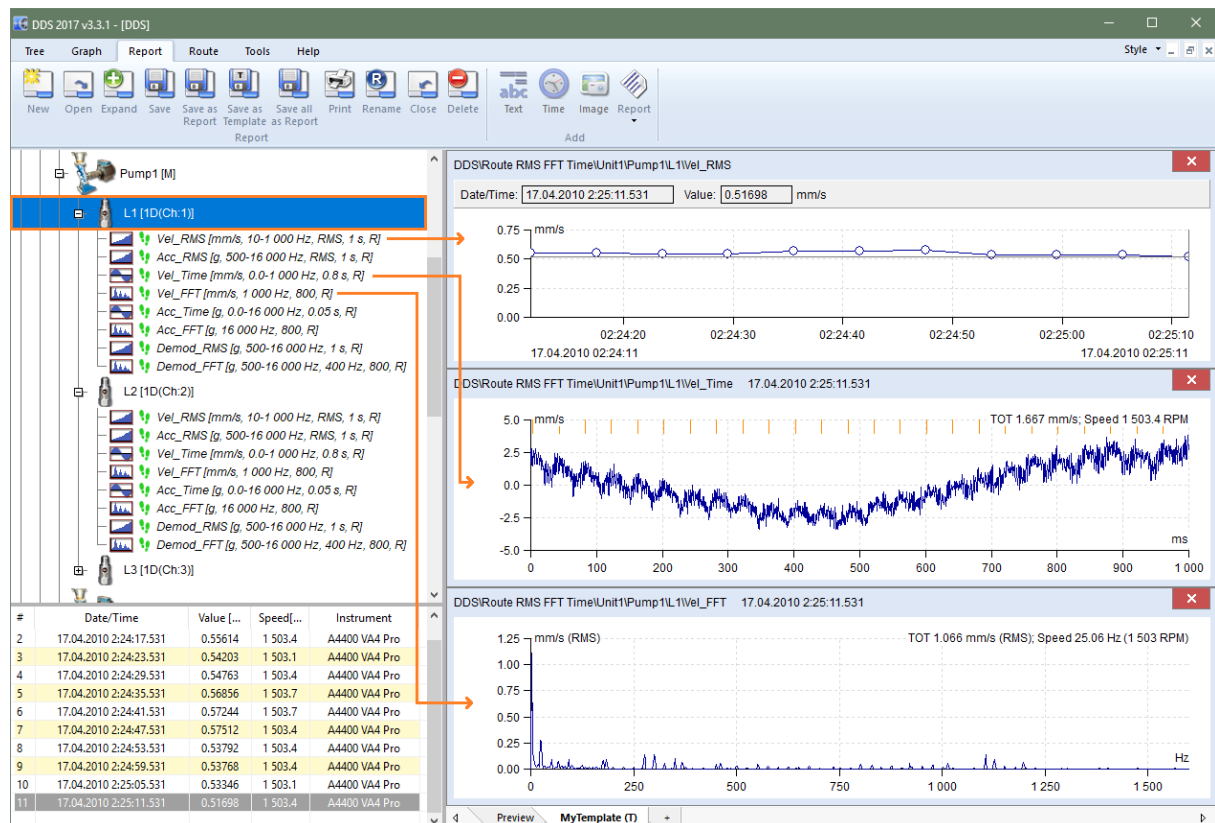 DDS 2017 v3.3.1 - [DDS]
Tree Graph Report Route Tools Help Style
New Open Expand Save Save as Report Save as Template Save all as Report Print Rename Close Delete Text Time Image Report
Report Add
Pump1 [M]
L1 [1D(Ch:1)]
Vel_RMS [mm/s, 10-1 000 Hz, RMS, 1 s, R]
Acc_RMS [g, 500-16 000 Hz, RMS, 1 s, R]
Vel_Time [mm/s, 0.0-1 000 Hz, 0.8 s, R]
Vel_FFT [mm/s, 1 000 Hz, 800, R]
Acc_Time [g, 0.0-16 000 Hz, 0.05 s, R]
Acc_FFT [g, 16 000 Hz, 800, R]
Demod_RMS [g, 500-16 000 Hz, 1 s, R]
Demod_FFT [g, 500-16 000 Hz, 400 Hz, 800, R]
L2 [1D(Ch:2)]
Vel_RMS [mm/s, 10-1 000 Hz, RMS, 1 s, R]
Acc_RMS [g, 500-16 000 Hz, RMS, 1 s, R]
Vel_Time [mm/s, 0.0-1 000 Hz, 0.8 s, R]
Vel_FFT [mm/s, 1 000 Hz, 800, R]
Acc_Time [g, 0.0-16 000 Hz, 0.05 s, R]
Acc_FFT [g, 16 000 Hz, 800, R]
Demod_RMS [g, 500-16 000 Hz, 1 s, R]
Demod_FFT [g, 500-16 000 Hz, 400 Hz, 800, R]
L3 [1D(Ch:3)]
# Date/Time Value [... Speed[... Instrument
2 17.04.2010 2:24:17.531 0.55614 1 503.4 A4400 VA4 Pro
3 17.04.2010 2:24:23.531 0.54203 1 503.1 A4400 VA4 Pro
4 17.04.2010 2:24:29.531 0.54763 1 503.4 A4400 VA4 Pro
5 17.04.2010 2:24:35.531 0.56856 1 503.7 A4400 VA4 Pro
6 17.04.2010 2:24:41.531 0.57244 1 503.7 A4400 VA4 Pro
7 17.04.2010 2:24:47.531 0.57512 1 503.4 A4400 VA4 Pro
8 17.04.2010 2:24:53.531 0.53792 1 503.4 A4400 VA4 Pro
9 17.04.2010 2:24:59.531 0.53768 1 503.4 A4400 VA4 Pro
10 17.04.2010 2:25:05.531 0.53346 1 503.1 A4400 VA4 Pro
11 17.04.2010 2:25:11.531 0.51698 1 503.4 A4400 VA4 Pro
DDS\Route RMS FFT Time\Unit1\Pump1\L1\Vel_RMS
Date/Time: 17.04.2010 2:25:11.531 Value: 0.51698 mm/s
0.75 mm/s
0.50
0.25
0.00
02:24:20 02:24:30 02:24:40 02:24:50 02:25:00 02:25:10
17.04.2010 02:24:11 17.04.2010 02:25:11
DDS\Route RMS FFT Time\Unit1\Pump1\L1\Vel_Time 17.04.2010 2:25:11.531
5.0 mm/s TOT 1.667 mm/s; Speed 1 503.4 RPM
2.5
0.0
-2.5
-5.0 ms
0 100 200 300 400 500 600 700 800 900 1 000
DDS\Route RMS FFT Time\Unit1\Pump1\L1\Vel_FFT 17.04.2010 2:25:11.531
1.25 mm/s (RMS) TOT 1.066 mm/s (RMS); Speed 25.06 Hz (1 503 RPM)
1.00
0.75
0.50
0.25
0.00 Hz
0 250 500 750 1 000 1 250 1 500
Preview MyTemplate (T) +